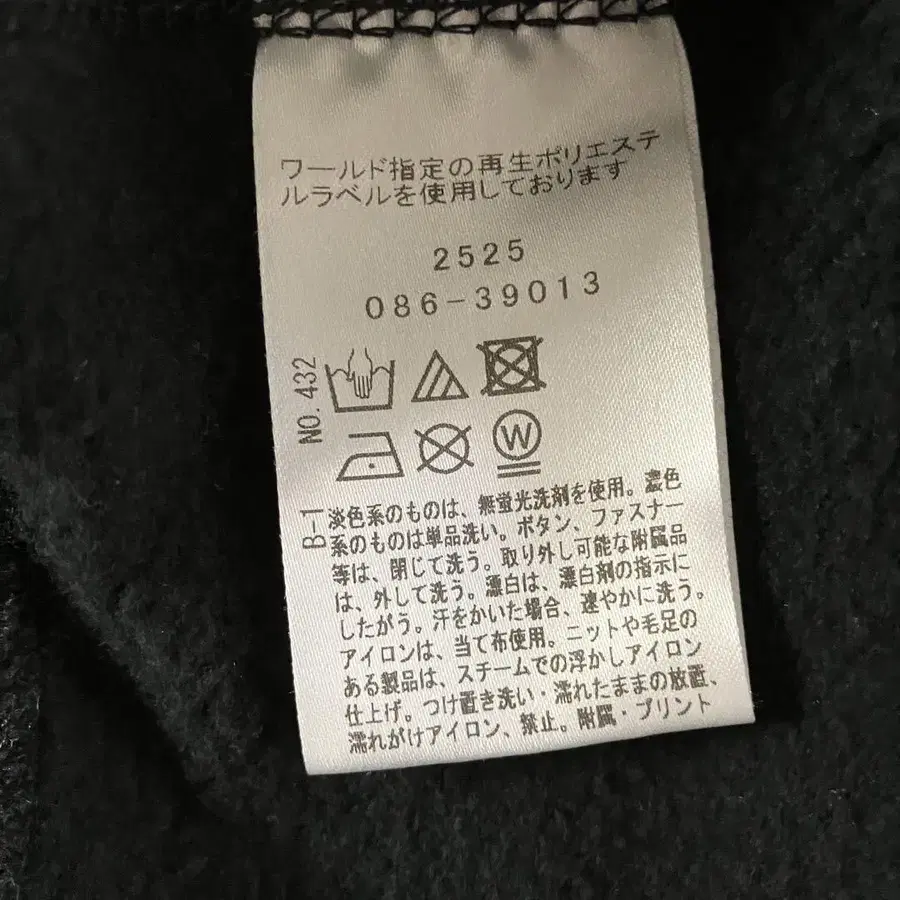 ワールド指定の再生ポリエステ
ルラベルを使用しております
2525
086-39013
NO. 432
W
B-1
淡色系のものは、無蛍光洗剤を使用。濃色
系のものは単品洗い。ボタン、ファスナー
等は、閉じて洗う。取り外し可能な附属品
は、外して洗う。漂白は、漂白剤の指示に
したがう。汗をかいた場合、速やかに洗う。
アイロンは、当て布使用。ニットや毛足の
ある製品は、スチームでの浮かしアイロン
仕上げ。つけ置き洗い・濡れたままの放置、
濡れがけアイロン、禁止。附属・プリント